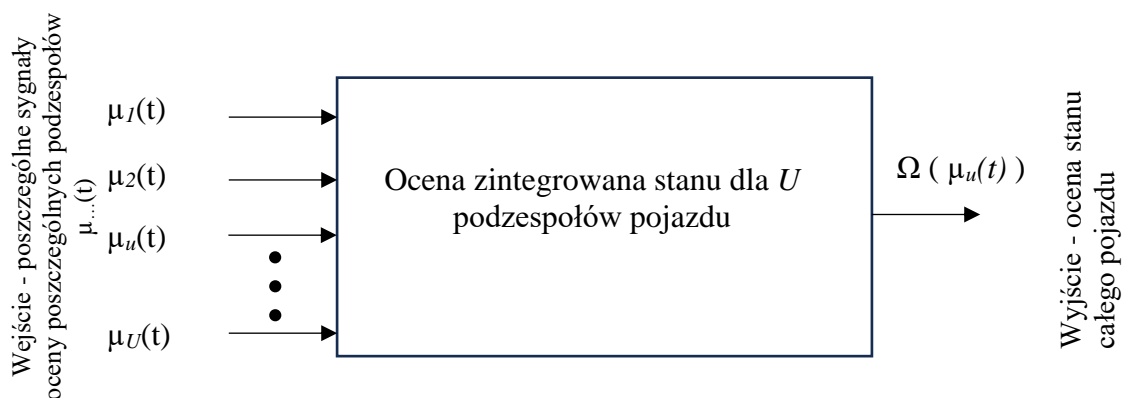 Wejście - poszczególne sygnały
oceny poszczególnych podzespołów
μ...(t)
μ1(t)
μ2(t)
μu(t)
μU(t)
Ocena zintegrowana stanu dla U
podzespołów pojazdu
Ω ( μu(t) )
Wyjście - ocena stanu
całego pojazdu